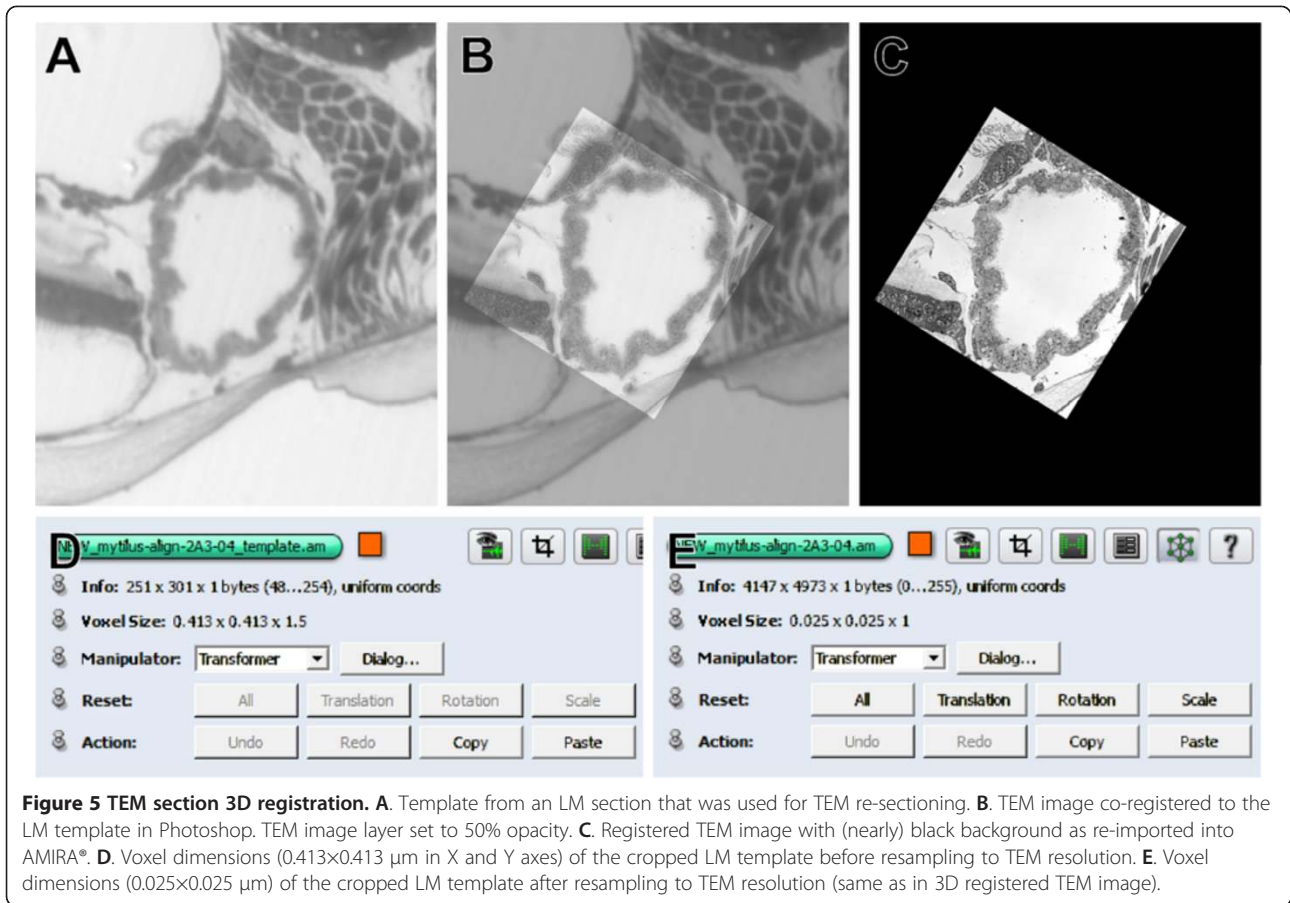 A
B
C
D
NEW_mytilus-align-2A3-04_template.am
Info: 251 x 301 x 1 bytes (48...254), uniform coords
Voxel Size: 0.413 x 0.413 x 1.5
Manipulator: Transformer Dialog...
Reset: All Translation Rotation Scale
Action: Undo Redo Copy Paste
E
NEW_mytilus-align-2A3-04.am
?
Info: 4147 x 4973 x 1 bytes (0...255), uniform coords
Voxel Size: 0.025 x 0.025 x 1
Manipulator: Transformer Dialog...
Reset: All Translation Rotation Scale
Action: Undo Redo Copy Paste
Figure 5 TEM section 3D registration. A. Template from an LM section that was used for TEM re-sectioning. B. TEM image co-registered to the
LM template in Photoshop. TEM image layer set to 50% opacity. C. Registered TEM image with (nearly) black background as re-imported into
AMIRA®. D. Voxel dimensions (0.413×0.413 μm in X and Y axes) of the cropped LM template before resampling to TEM resolution. E. Voxel
dimensions (0.025×0.025 μm) of the cropped LM template after resampling to TEM resolution (same as in 3D registered TEM image).